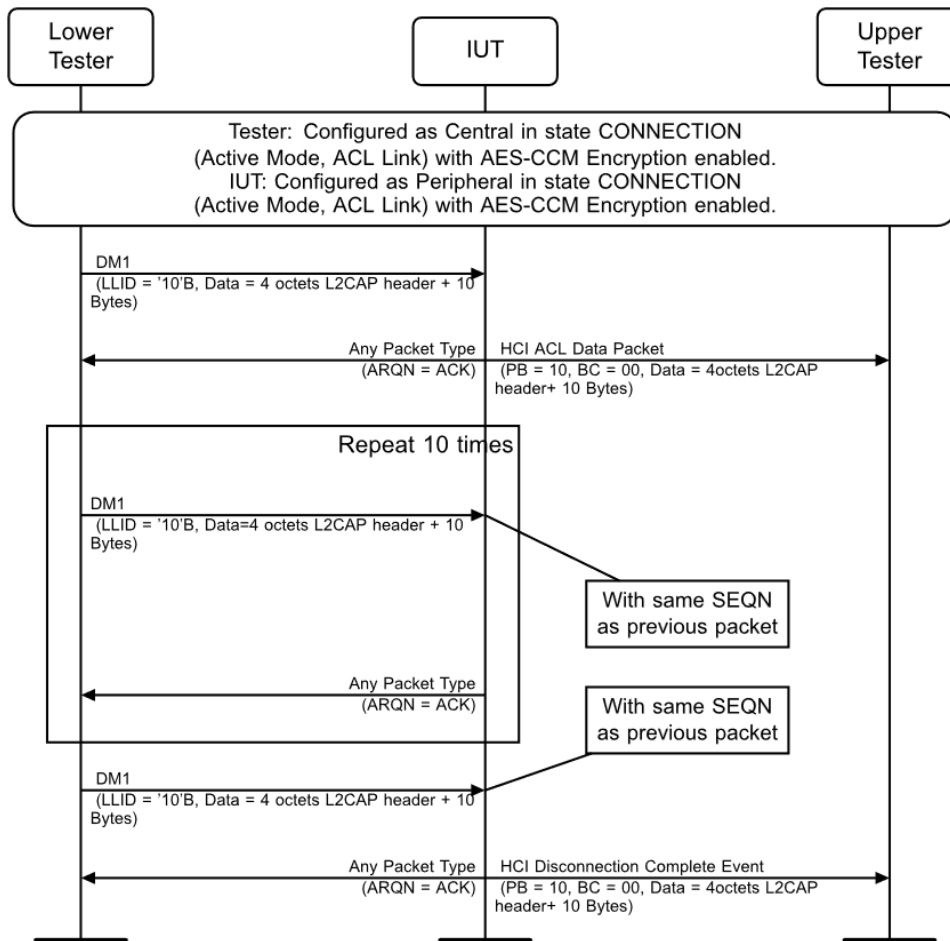 Lower
Tester
IUT
Upper
Tester
Tester: Configured as Central in state CONNECTION
(Active Mode, ACL Link) with AES-CCM Encryption enabled.
IUT: Configured as Peripheral in state CONNECTION
(Active Mode, ACL Link) with AES-CCM Encryption enabled.
DM1
(LLID = '10'B, Data = 4 octets L2CAP header + 10
Bytes)
Any Packet Type
(ARQN = ACK)
HCI ACL Data Packet
(PB = 10, BC = 00, Data = 4octets L2CAP
header+ 10 Bytes)
Repeat 10 times
DM1
(LLID = '10'B, Data=4 octets L2CAP header + 10
Bytes)
With same SEQN
as previous packet
Any Packet Type
(ARQN = ACK)
With same SEQN
as previous packet
DM1
(LLID = '10'B, Data = 4 octets L2CAP header + 10
Bytes)
Any Packet Type
(ARQN = ACK)
HCI Disconnection Complete Event
(PB = 10, BC = 00, Data = 4octets L2CAP
header+ 10 Bytes)